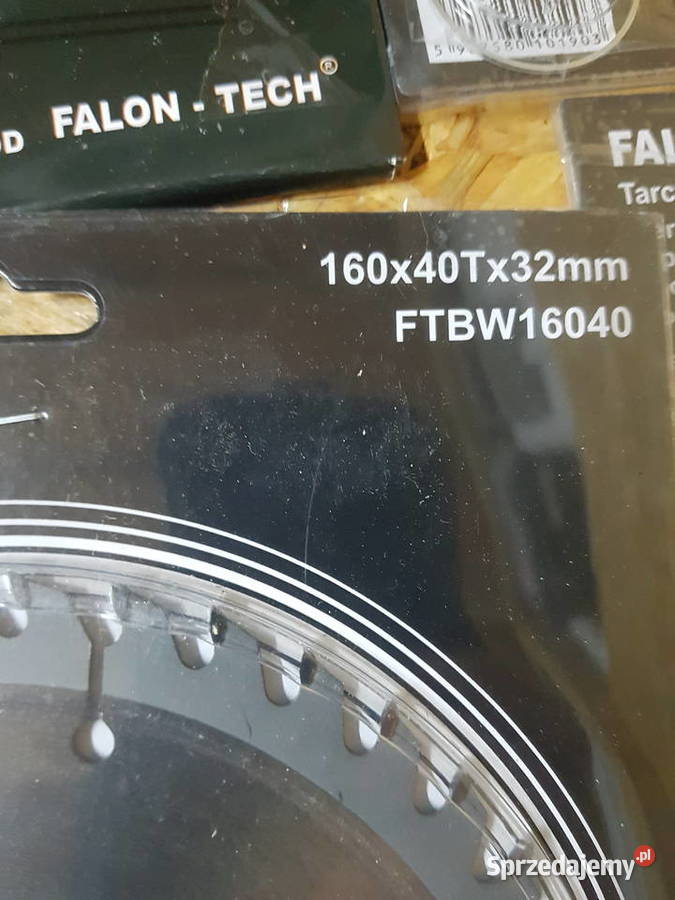 FALON - TECH®
FAL
Tarc
160x40Tx32mm
FTBW16040
Sprzedajemy.pl